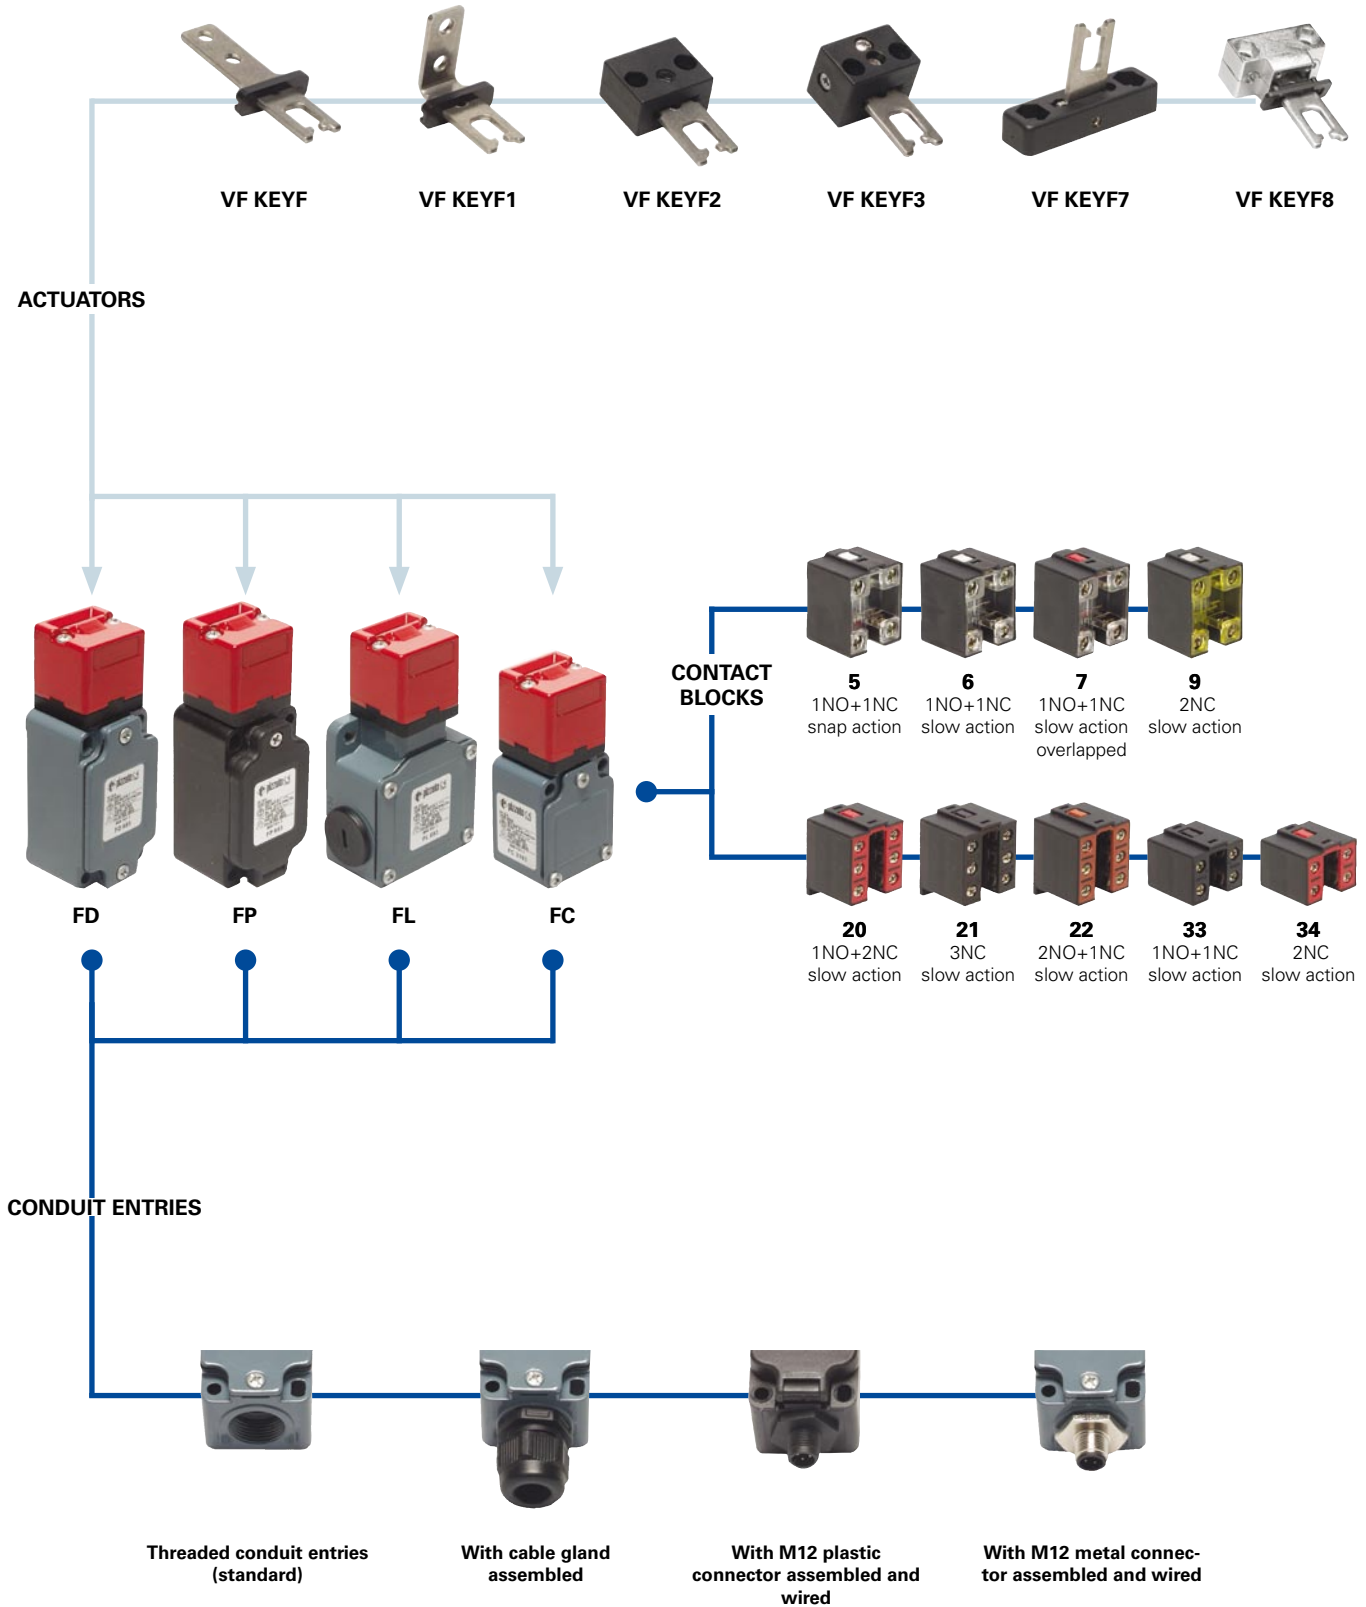 VF KEYF
VF KEYF1
VF KEYF2
VF KEYF3
VF KEYF7
VF KEYF8
ACTUATORS
CONTACT
BLOCKS
5
1NO+1NC
snap action
6
1NO+1NC
slow action
7
1NO+1NC
slow action
overlapped
9
2NC
slow action
20
1NO+2NC
slow action
21
3NC
slow action
22
2NO+1NC
slow action
33
1NO+1NC
slow action
34
2NC
slow action
pizzato
pizzato
pizzato
pizzato
FD
FP
FL
FC
CONDUIT ENTRIES
Threaded conduit entries
(standard)
With cable gland
assembled
With M12 plastic
connector assembled and
wired
With M12 metal connec-
tor assembled and wired